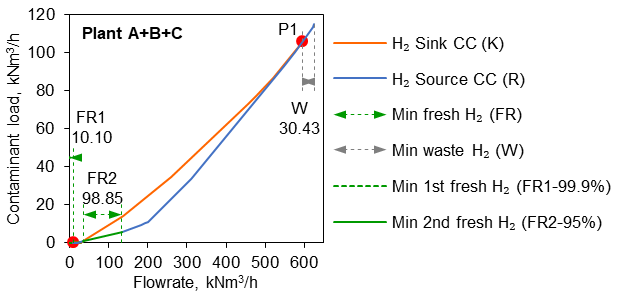 Plant A+B+C
P1
FR1
10.10
FR2
98.85
W
30.43
Contaminant load, kNm³/h
120
100
80
60
40
20
0
0 100 200 300 400 500 600
Flowrate, kNm³/h
H₂ Sink CC (K)
H₂ Source CC (R)
Min fresh H₂ (FR)
Min waste H₂ (W)
Min 1st fresh H₂ (FR1-99.9%)
Min 2nd fresh H₂ (FR2-95%)